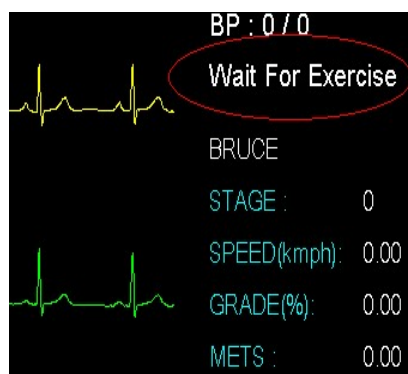 BP : 0 / 0
Wait For Exercise
BRUCE
STAGE : 0
SPEED(kmph): 0.00
GRADE(%): 0.00
METS : 0.00